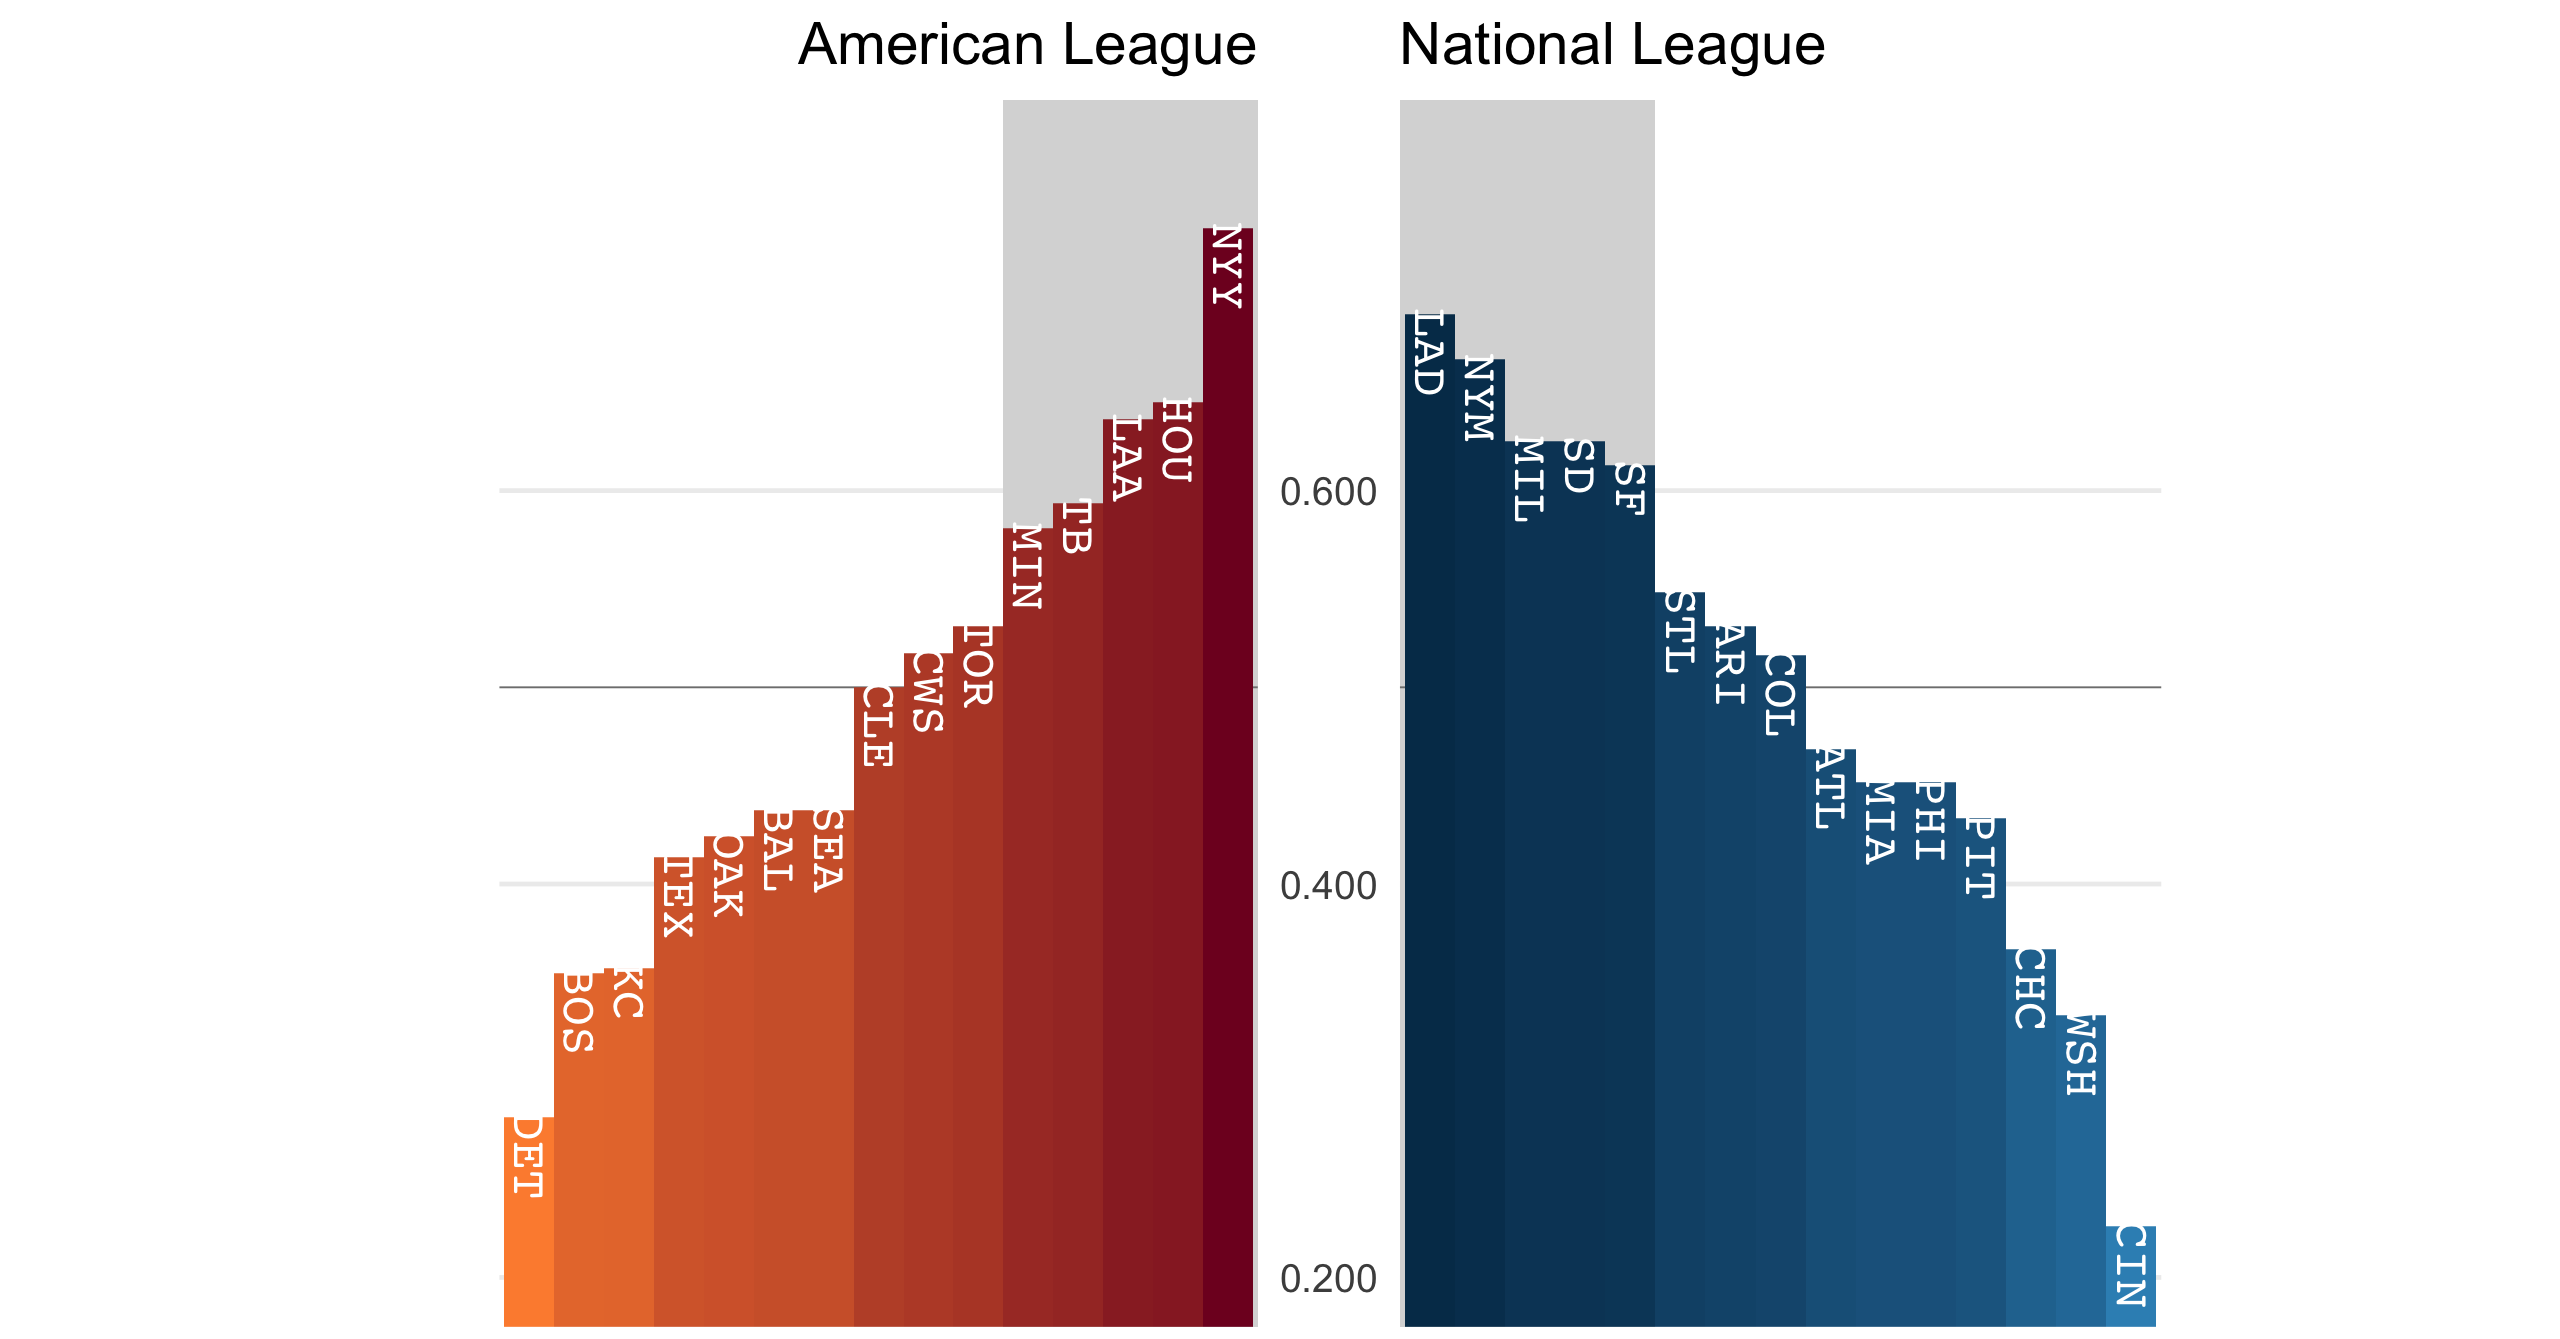 American League
National League
NYY
LAD
NYM
HOU
LAA
MIL
SD
SF
0.600
TB
MIN
STL
TOR
ARI
CWS
COL
CLE
ATL
MIA
PHI
SEA
BAL
PIT
OAK
TEX
0.400
CHC
KC
BOS
WSH
DET
CIN
0.200